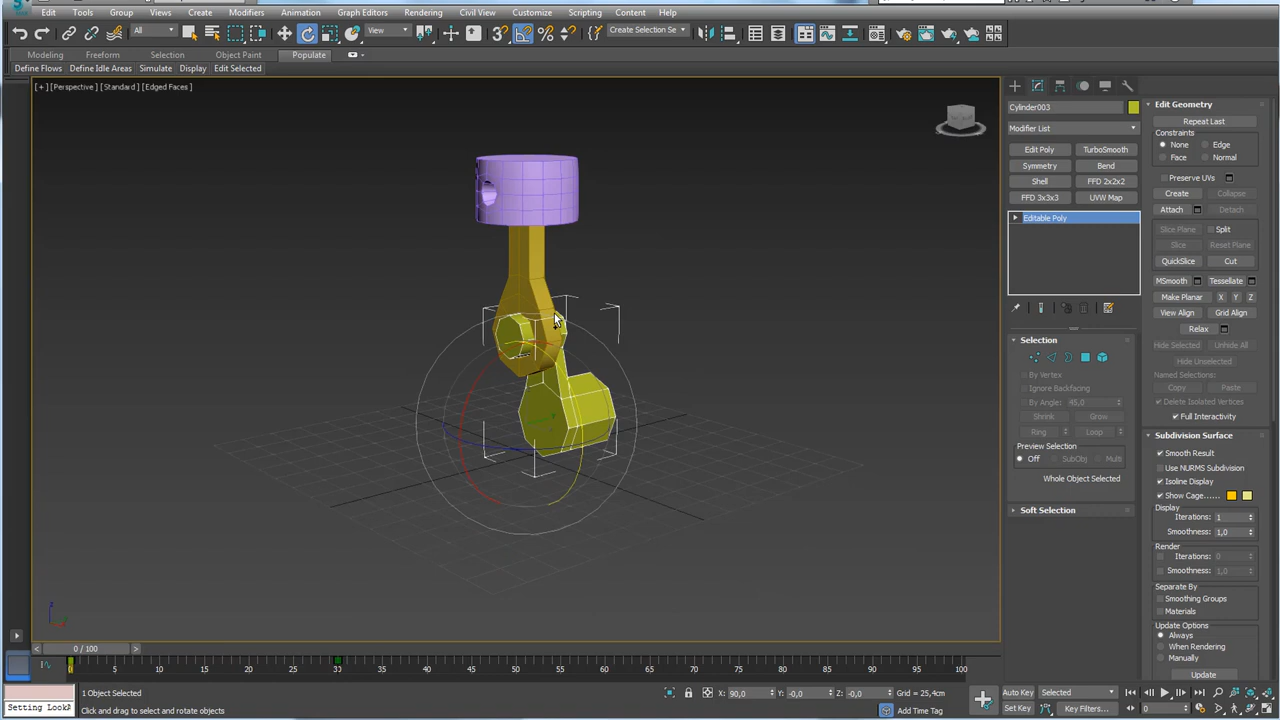 Edit Tools Group Views Create Modifiers Animation Graph Editors Rendering Civil View Customize Scripting Content Help
All View Create Selection Se
Modeling Freeform Selection Object Paint Populate
Define Flows Define Idle Areas Simulate Display Edit Selected
[+] [Perspective] [Standard] [Edged Faces]
Cylinder003
Modifier List
Edit Poly TurboSmooth
Symmetry Bend
Shell FFD 2x2x2
FFD 3x3x3 UVW Map
Editable Poly
Selection
By Vertex
Ignore Backfacing
By Angle: 45,0
Shrink Grow
Ring Loop
Preview Selection
Off SubObj Multi
Whole Object Selected
Soft Selection
Edit Geometry
Repeat Last
Constraints
None Edge
Face Normal
Preserve UVs
Create Collapse
Attach Detach
Slice Plane Split
Slice Reset Plane
QuickSlice Cut
MSmooth Tessellate
Make Planar X Y Z
View Align Grid Align
Relax
Hide Selected Unhide All
Hide Unselected
Named Selections:
Copy Paste
Delete Isolated Vertices
Full Interactivity
Subdivision Surface
Smooth Result
Use NURMS Subdivision
Isoline Display
Show Cage......
Display
Iterations: 1
Smoothness: 1,0
Render
Iterations: 0
Smoothness: 1,0
Separate By
Smoothing Groups
Materials
Update Options
Always
When Rendering
Manually
Update
z
< 0 / 100 >
5 10 15 20 25 30 35 40 45 50 55 60 65 70 75 80 85 90 95 100
1 Object Selected X: 90,0 Y: -0,0 Z: -0,0 Grid = 25,4cm Auto Key Selected
Setting LookA Click and drag to select and rotate objects Add Time Tag Set Key Key Filters... 0